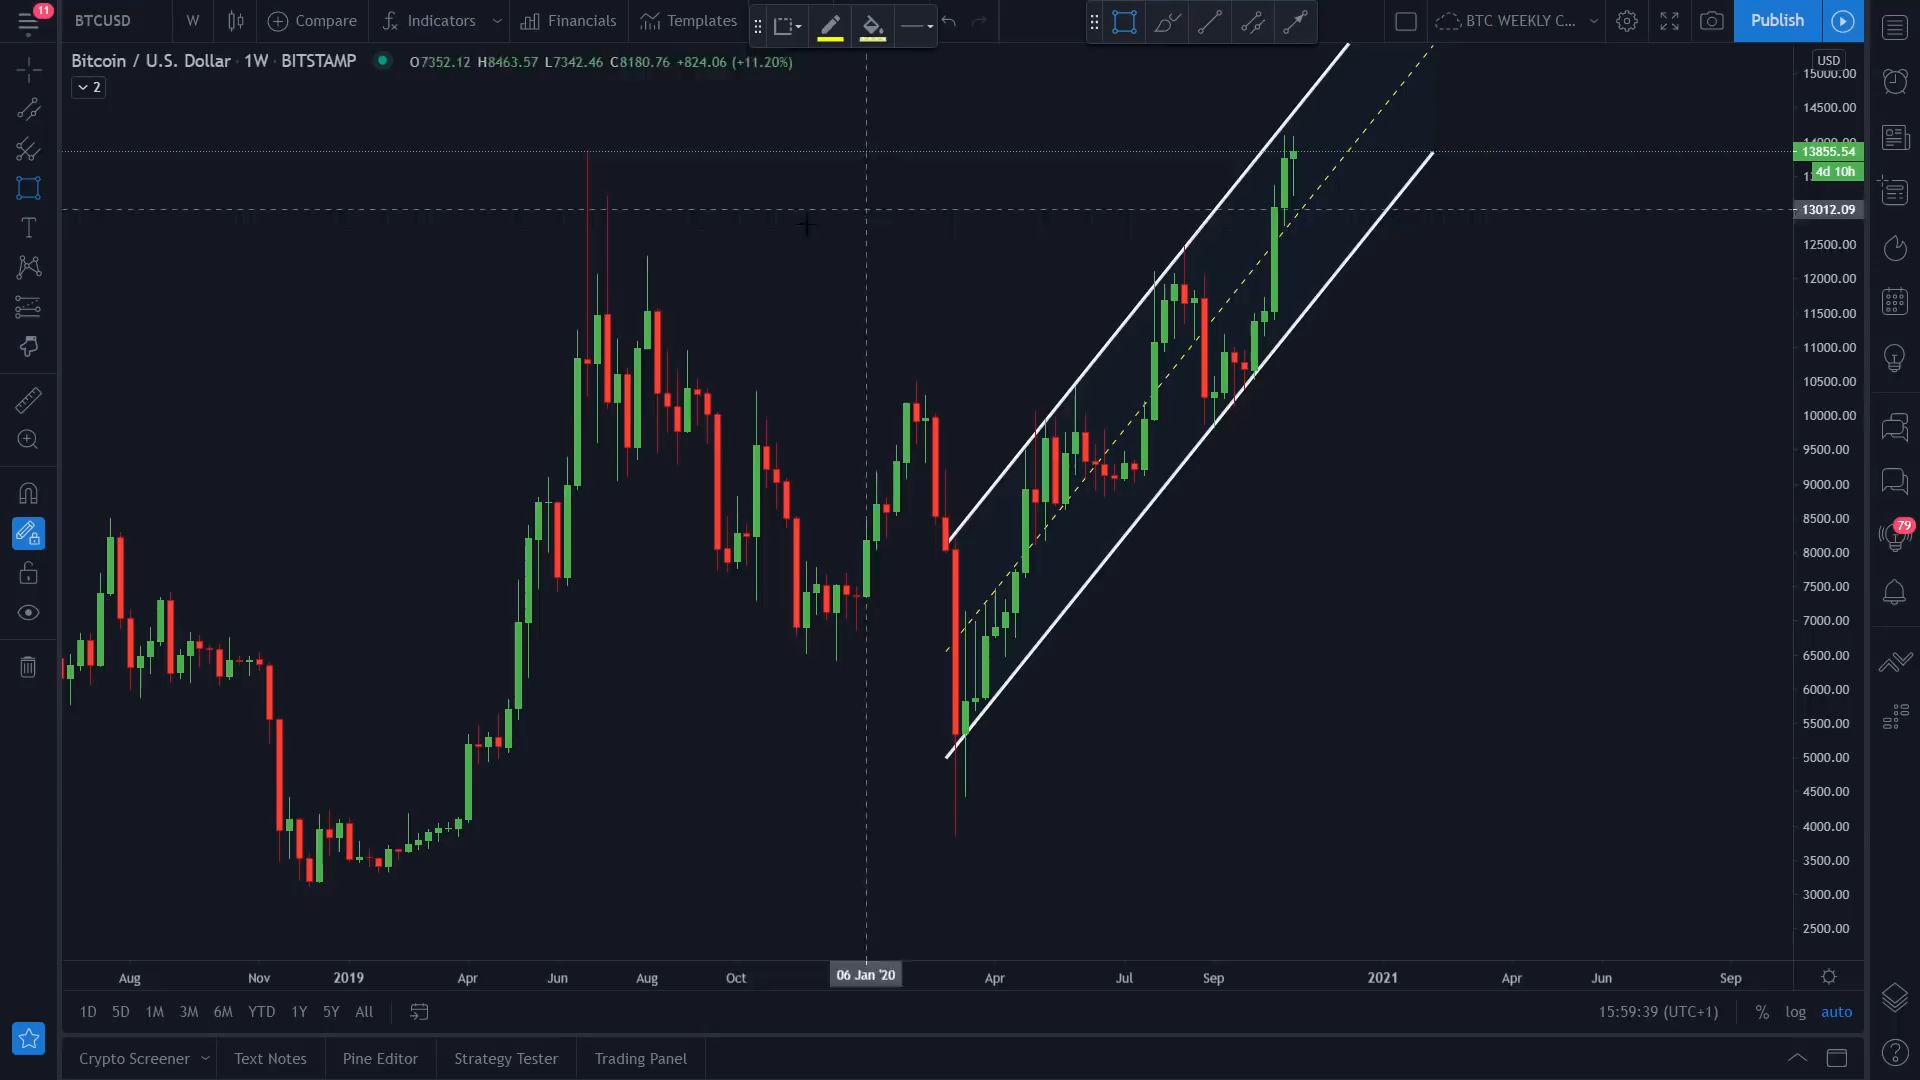 11
BTCUSD
W
Compare
Indicators
Financials
Templates
BTC WEEKLY C...
Publish
Bitcoin / U.S. Dollar · 1W · BITSTAMP
O7352.12 H8463.57 L7342.46 C8180.76 +824.06 (+11.20%)
2
USD
15000.00
14500.00
13855.54
4d 10h
13012.09
12500.00
12000.00
11500.00
11000.00
10500.00
10000.00
9500.00
9000.00
8500.00
8000.00
7500.00
7000.00
6500.00
6000.00
5500.00
5000.00
4500.00
4000.00
3500.00
3000.00
2500.00
79
Aug Nov 2019 Apr Jun Aug Oct 06 Jan '20 Apr Jul Sep 2021 Apr Jun Sep
1D 5D 1M 3M 6M YTD 1Y 5Y All
15:59:39 (UTC+1) % log auto
Crypto Screener Text Notes Pine Editor Strategy Tester Trading Panel